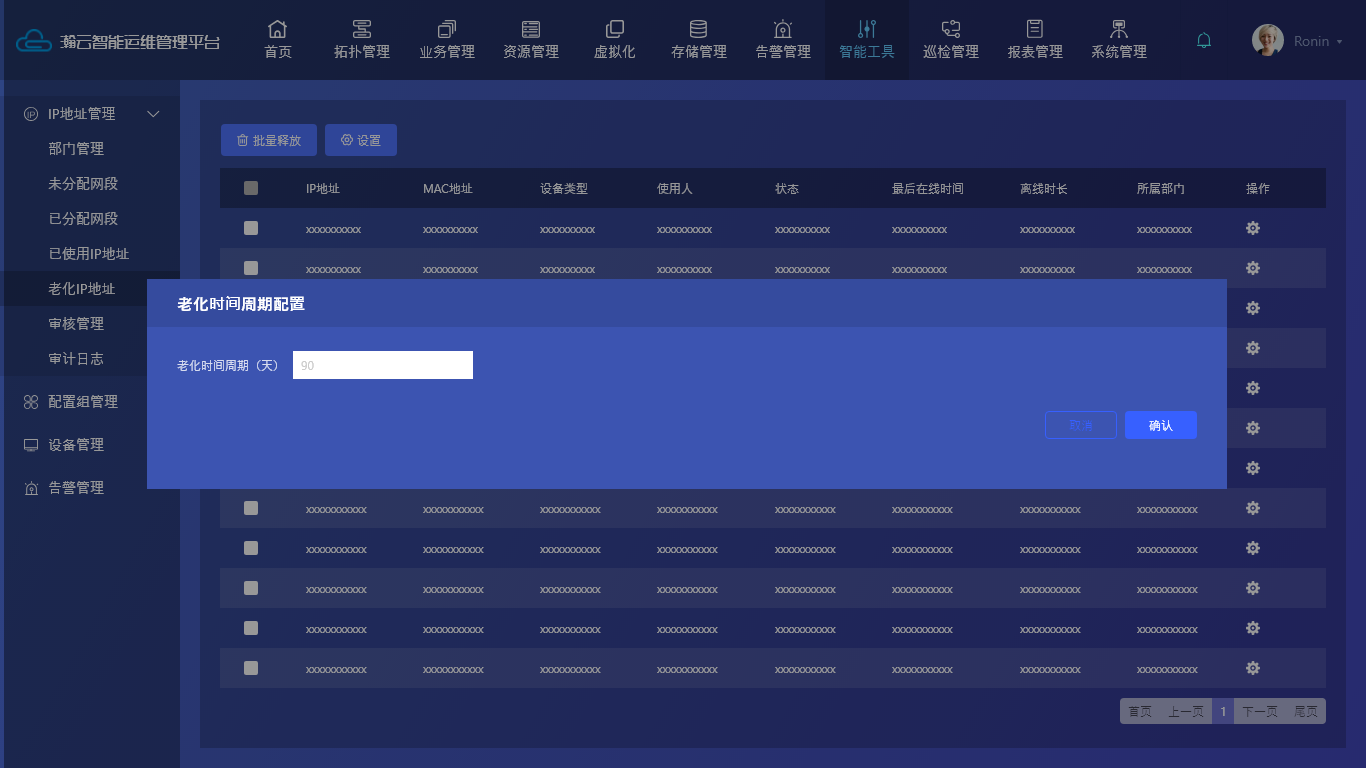 瀚云智能运维管理平台
首页 拓扑管理 业务管理 资源管理 虚拟化 存储管理 告警管理 智能工具 巡检管理 报表管理 系统管理
Ronin
IP地址管理
部门管理
未分配网段
已分配网段
已使用IP地址
老化IP地址
审核管理
审计日志
配置组管理
设备管理
告警管理
批量释放 设置
IP地址 MAC地址 设备类型 使用人 状态 最后在线时间 离线时长 所属部门 操作
xxxxxxxxxx xxxxxxxxxx xxxxxxxxxx xxxxxxxxxx xxxxxxxxxx xxxxxxxxxx xxxxxxxxxx xxxxxxxxxx
xxxxxxxxxx xxxxxxxxxx xxxxxxxxxx xxxxxxxxxx xxxxxxxxxx xxxxxxxxxx xxxxxxxxxx xxxxxxxxxx
老化时间周期配置
老化时间周期（天） 90
取消 确认
xxxxxxxxxxx xxxxxxxxxxx xxxxxxxxxxx xxxxxxxxxxx xxxxxxxxxxx xxxxxxxxxxx xxxxxxxxxxx xxxxxxxxxxx
xxxxxxxxxxx xxxxxxxxxxx xxxxxxxxxxx xxxxxxxxxxx xxxxxxxxxxx xxxxxxxxxxx xxxxxxxxxxx xxxxxxxxxxx
xxxxxxxxxxx xxxxxxxxxxx xxxxxxxxxxx xxxxxxxxxxx xxxxxxxxxxx xxxxxxxxxxx xxxxxxxxxxx xxxxxxxxxxx
xxxxxxxxxxx xxxxxxxxxxx xxxxxxxxxxx xxxxxxxxxxx xxxxxxxxxxx xxxxxxxxxxx xxxxxxxxxxx xxxxxxxxxxx
xxxxxxxxxxx xxxxxxxxxxx xxxxxxxxxxx xxxxxxxxxxx xxxxxxxxxxx xxxxxxxxxxx xxxxxxxxxxx xxxxxxxxxxx
首页 上一页 1 下一页 尾页